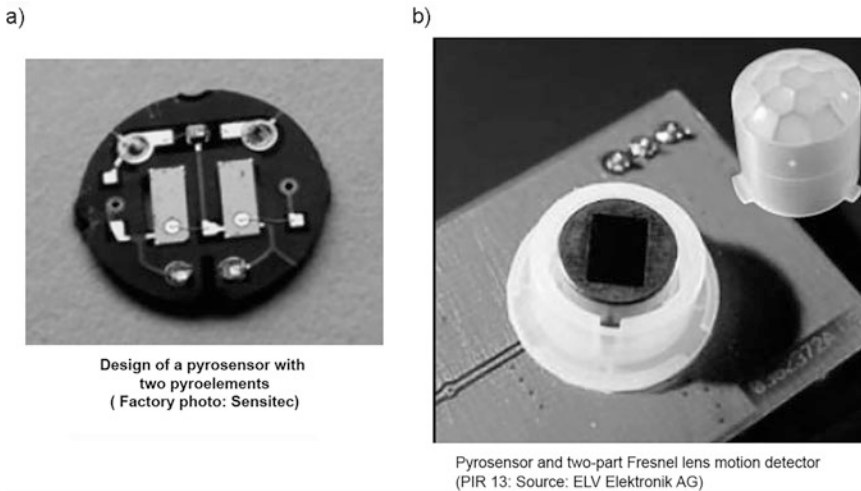 a)
b)
Design of a pyrosensor with
two pyroelements
( Factory photo: Sensitec)
Pyrosensor and two-part Fresnel lens motion detector
(PIR 13: Source: ELV Elektronik AG)